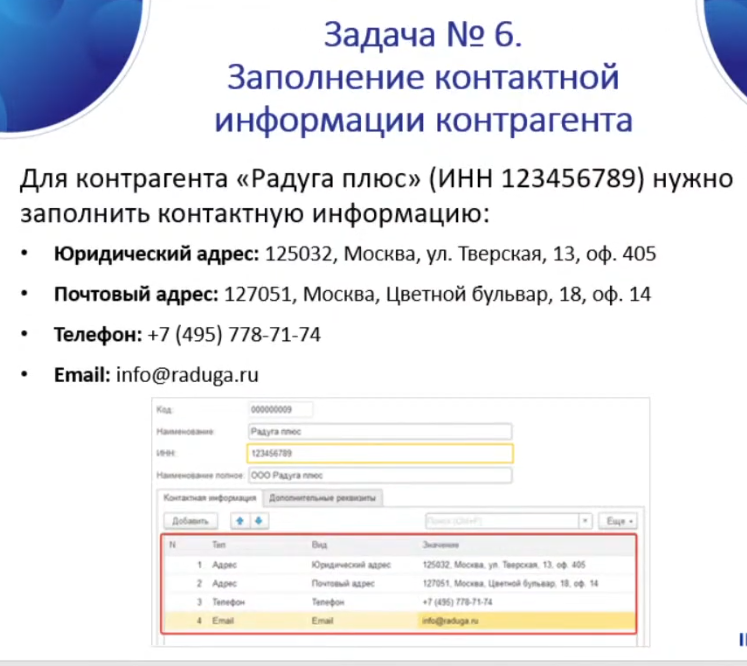 Задача № 6.
Заполнение контактной
информации контрагента
Для контрагента «Радуга плюс» (ИНН 123456789) нужно
заполнить контактную информацию:
• Юридический адрес: 125032, Москва, ул. Тверская, 13, оф. 405
• Почтовый адрес: 127051, Москва, Цветной бульвар, 18, оф. 14
• Телефон: +7 (495) 778-71-74
• Email: info@raduga.ru
Код: 000000009
Наименование: Радуга плюс
ИНН: 123456789
Наименование полное: ООО Радуга плюс
Контактная информация Дополнительные реквизиты
Добавить Поиск (Ctrl+F) × Еще
N Тип Вид Значение
1 Адрес Юридический адрес 125032, Москва, ул. Тверская, 13, оф. 405
2 Адрес Почтовый адрес 127051, Москва, Цветной бульвар, 18, оф. 14
3 Телефон Телефон +7 (495) 778-71-74
4 Email Email info@raduga.ru